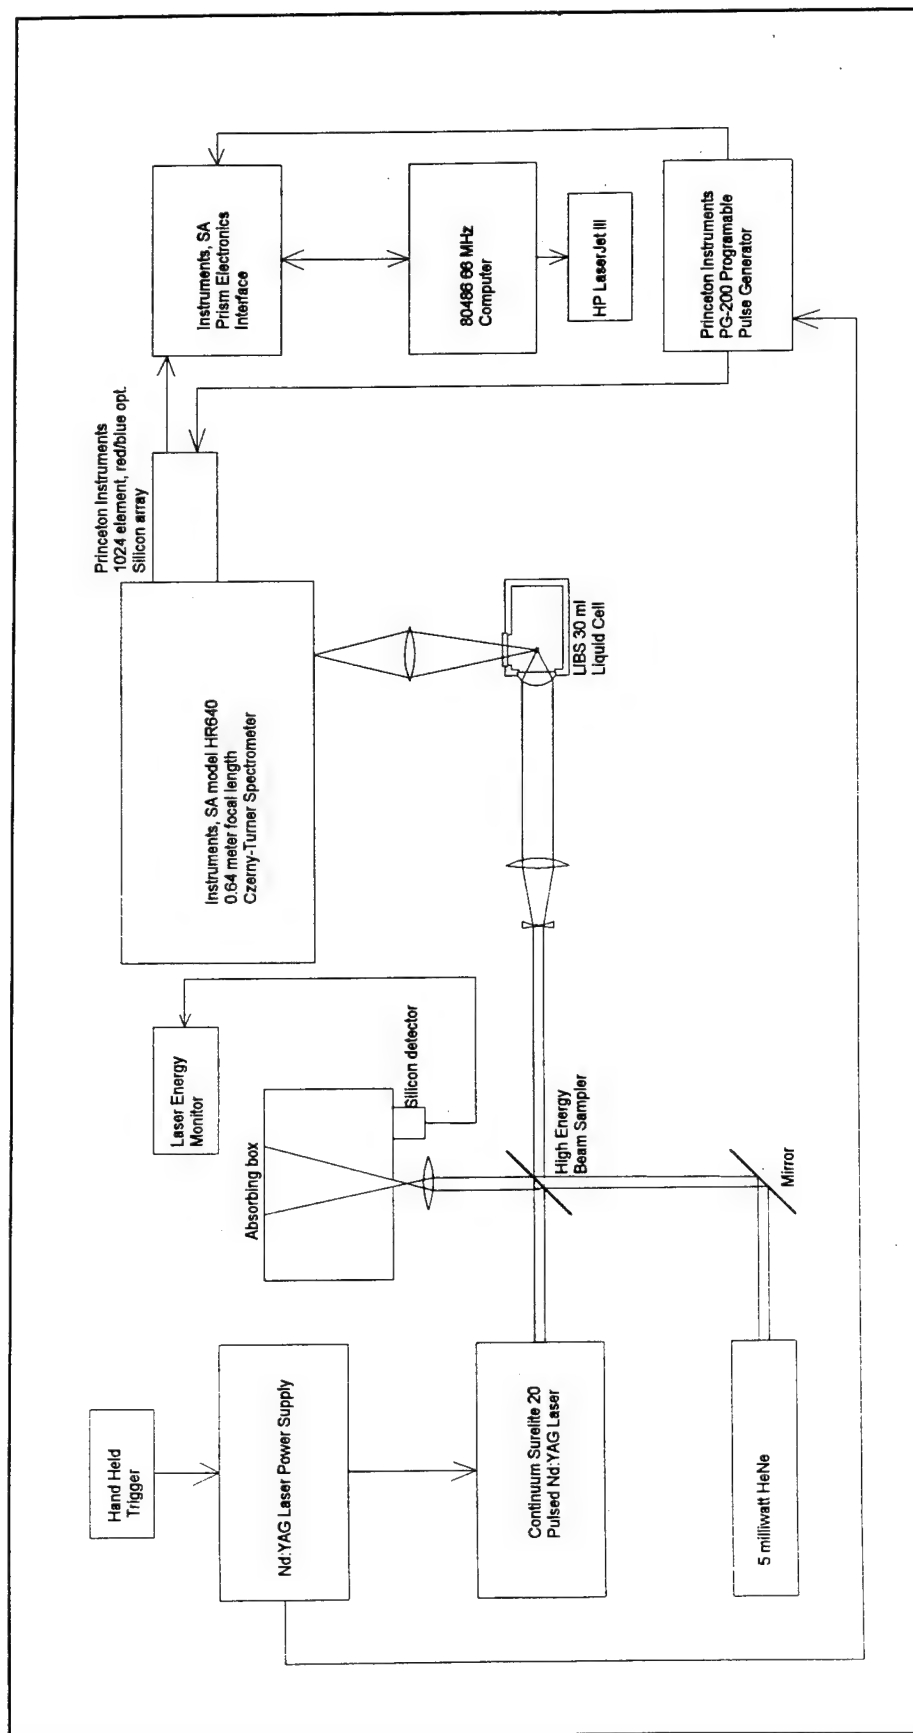 Hand Held
Trigger
Nd:YAG Laser Power Supply
Continuum Surelite 20
Pulsed Nd:YAG Laser
5 milliwatt HeNe
Absorbing box
Laser Energy
Monitor
Silicon detector
High Energy
Beam Sampler
Mirror
Instruments, SA model HR640
0.64 meter focal length
Czerny-Turner Spectrometer
LIBS 30 ml
Liquid Cell
Princeton Instruments
1024 element, red/blue opt.
Silicon array
Instruments, SA
Prism Electronics
Interface
80486 66 MHz
Computer
HP LaserJet III
Princeton Instruments
PG-200 Programable
Pulse Generator